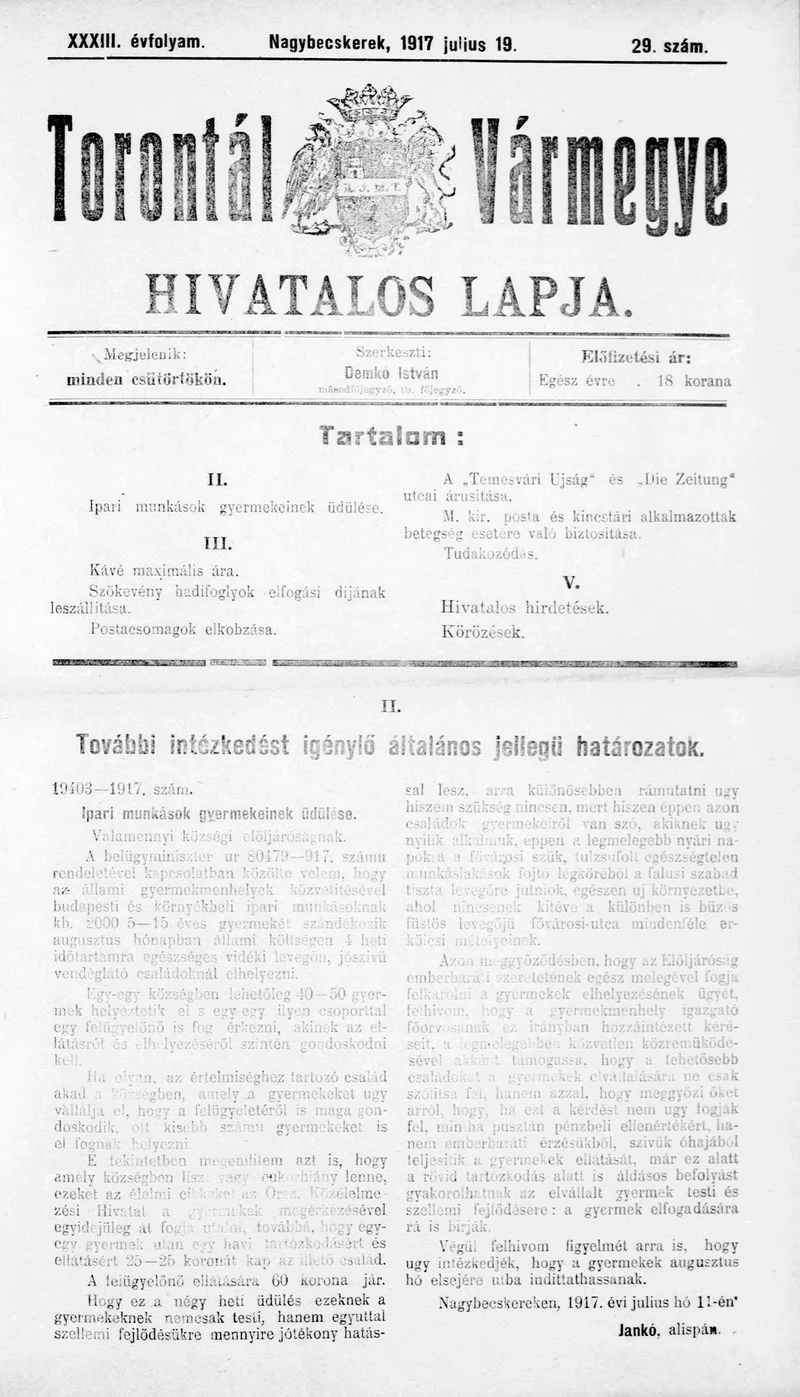 XXXIII. évfolyam.
Nagybecskerek, 1917 julius 19.
29. szám.
Torontál Vármegye
R. J. M. T.
HIVATALOS LAPJA.
Megjelenik:
minden csütörtökön.
Szerkeszti:
Demkó István
másodfőjegyző, tb. főjegyző.
Előfizetési ár:
Egész évre . 18 korana
Tartalom :
II.
Ipari munkások gyermekeinek üdülése.
III.
Kávé maximális ára.
Szökevény hadifoglyok elfogási dijának
leszállitása.
Postacsomagok elkobzása.
A „Temesvári Ujság“ és „Die Zeitung“
utcai árusitása.
M. kir. posta és kincstári alkalmazottak
betegség esetére való biztositása.
Tudakozódás.
V.
Hivatalos hirdetések.
Körözések.
II.
További intézkedést igénylő általános jellegü határozatok.
19403—1917. szám.
Ipari munkások gyermekeinek üdülése.
Valamennyi községi elöljáróságnak.
A belügyminiszter ur 80479—917. számu
rendeletével kapcsolatban közölte velem, hogy
az állami gyermekmenhelyek közvetitésével
budapesti és környékbeli ipari munkásoknak
kb. 2000 5—15 éves gyermekét szándékozik
augusztus hónapban állami költségen 4 heti
időtartamra egészséges vidéki levegőn, jószivü
vendéglátó családoknál elhelyezni.
Egy-egy községben lehetőleg 40—50 gyer-
mek helyeztetik el s egy-egy ilyen csoporttal
egy felügyelőnő is fog érkezni, akinek az el-
látásról és elhelyezéséről szintén gondoskodni
kell.
Ha olyan, az értelmiséghez tartozó család
akad a községben, amely a gyermekeket ugy
vállalja el, hogy a felügyeletéről is maga gon-
doskodik, ott kisebb számu gyermekeket is
el fognak helyezni.
E tekintetben megemlitem azt is, hogy
amely községben liszt vagy cukorhiány lenne,
ezeket az élelmi cikkeket az Orsz. Közélelme-
zési Hivatal a gyermekek megérkezésével
egyidejüleg át fogja utalni, továbbá, hogy egy-
egy gyermek után egy havi tartózkodásért és
ellátásért 25—25 koronát kap az illető család.
A felügyelőnő ellátására 60 korona jár.
Hogy ez a négy heti üdülés ezeknek a
gyermekeknek nemcsak testi, hanem egyuttal
szellemi fejlődésükre mennyire jótékony hatás-
sal lesz, arra különösebben rámutatni ugy
hiszem szükség nincsen, mert hiszen éppen azon
családok gyermekeiről van szó, akiknek ugy
nyilik alkalmuk, éppen a legmelegebb nyári na-
pokra a fővárosi szük, tulzsufolt egészségtelen
munkáslakások fojtó légköréből a falusi szabad
tiszta levegőre jutniok, egészen uj környezetbe,
ahol nincsenek kitéve a különben is büzös
füstös levegőjü fővárosi-utca mindenféle er-
kölcsi mételyeinek.
Azon meggyőződésben, hogy az Elöljáróság
emberbaráti szeretetének egész melegével fogja
felkarolni a gyermekek elhelyezésének ügyét,
felhivom, hogy a gyermekmenhely igazgató
főorvosának ez irányban hozzáintézett kéré-
seit, a legmelegebben közvetlen közremüködé-
sével akként támogassa, hogy a tehetősebb
családokat a gyermekek elvállalására ne csak
szólitsa fel, hanem azzal, hogy meggyőzi őket
arról, hogy, ha ezt a kérdést nem ugy fogják
fel, mintha pusztán pénzbeli ellenértékért, ha-
nem emberbaráti érzésükből, szivük óhajából
teljesitik a gyermekek ellátását, már ez alatt
a rövid tartozkodás alatt is áldásos befolyást
gyakorolhatnak az elvállalt gyermek testi és
szellemi fejlődésére: a gyermek elfogadására
rá is birják.
Végül felhivom figyelmét arra is, hogy
ugy intézkedjék, hogy a gyermekek augusztus
hó elsejére utba indittathassanak.
Nagybecskereken, 1917. évi julius hó 11-én
Jankó, alispán.